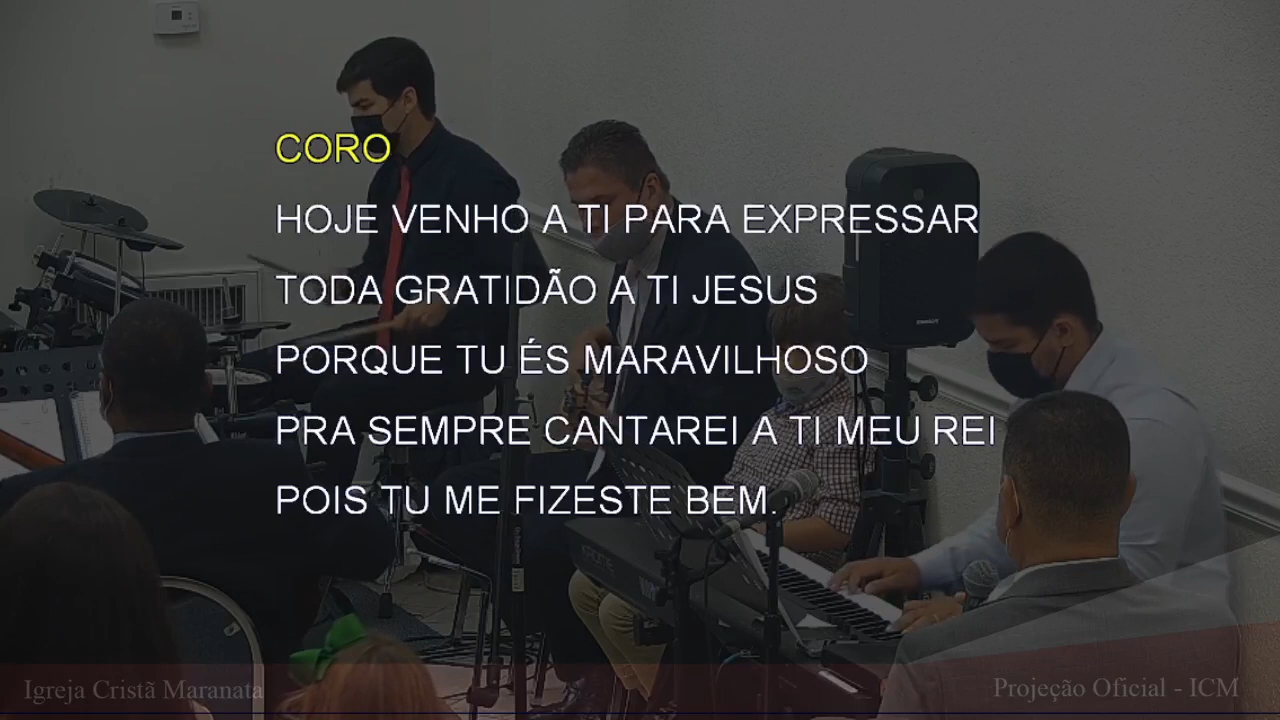 CORO
HOJE VENHO A TI PARA EXPRESSAR
TODA GRATIDÃO A TI JESUS
PORQUE TU ÉS MARAVILHOSO
PRA SEMPRE CANTAREI A TI MEU REI
POIS TU ME FIZESTE BEM.
Igreja Cristã Maranata
Projeção Oficial - ICM